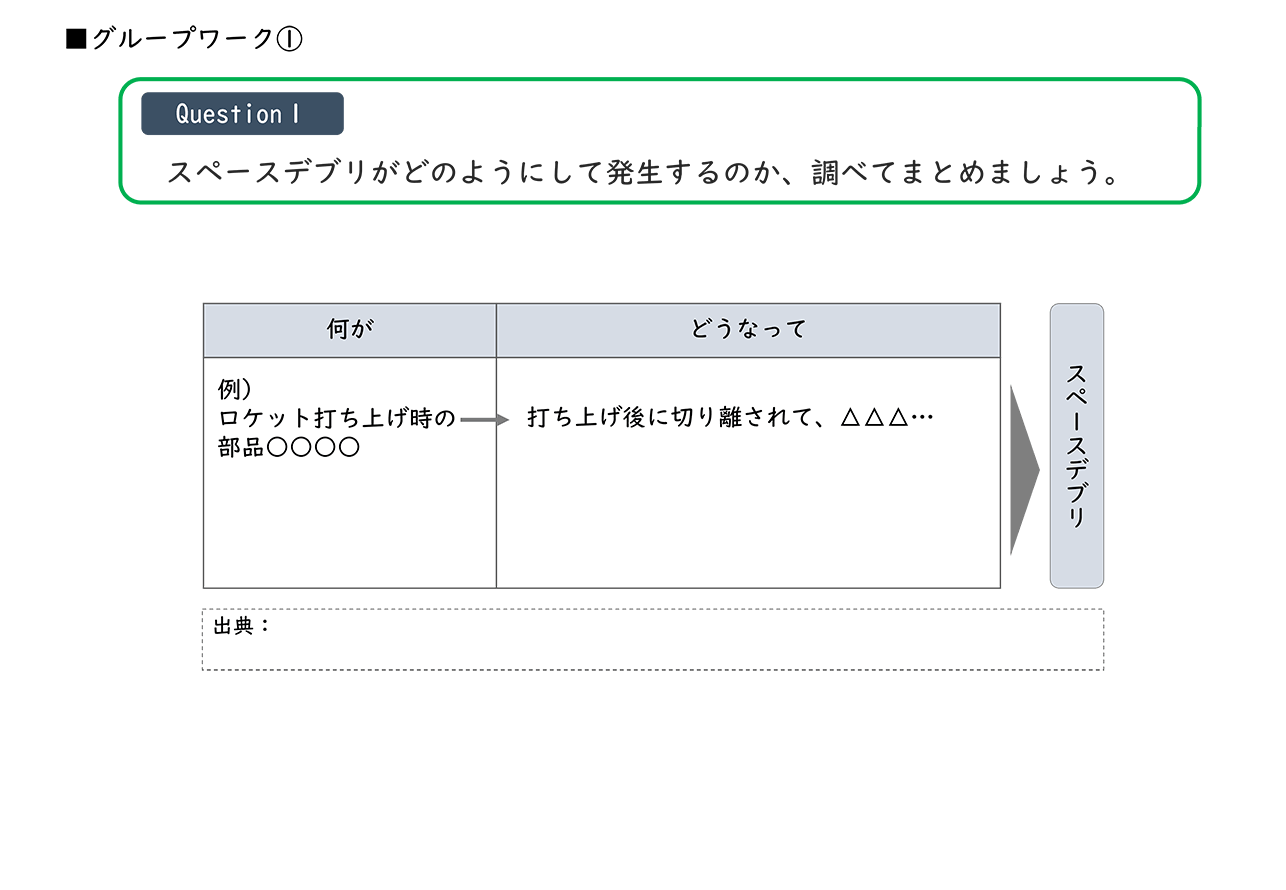 ■グループワーク①
Question 1
スペースデブリがどのようにして発生するのか、調べてまとめましょう。
何が
どうなって
例）
ロケット打ち上げ時の
部品〇〇〇〇
打ち上げ後に切り離されて、△△△…
スペースデブリ
出典：